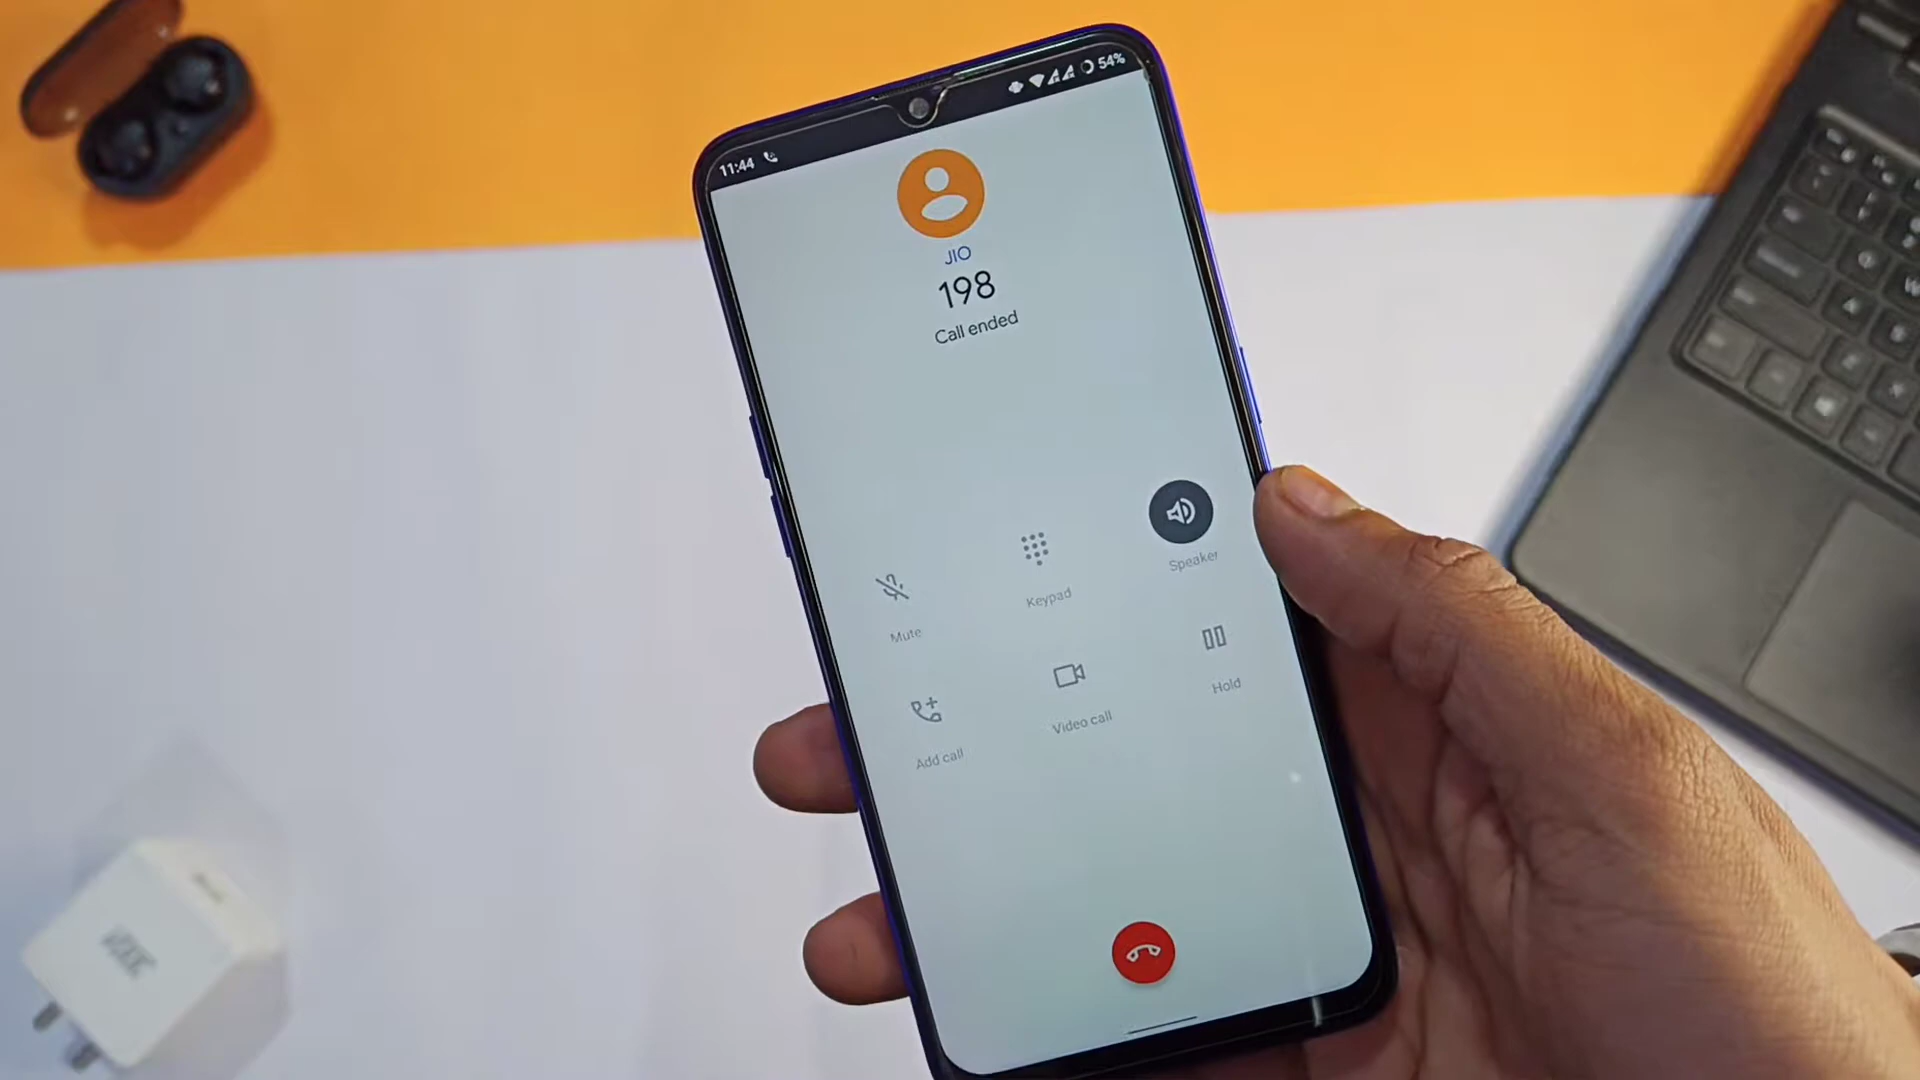 11:44
54%
JIO
198
Call ended
Mute
Keypad
Speaker
Add call
Video call
Hold